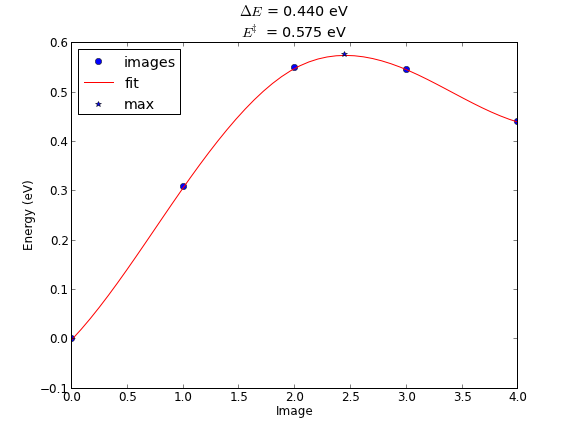 ΔE = 0.440 eV
E‡ = 0.575 eV
images
fit
max
0.6
0.5
0.4
0.3
0.2
0.1
0.0
−0.1
Energy (eV)
0.0 0.5 1.0 1.5 2.0 2.5 3.0 3.5 4.0
Image